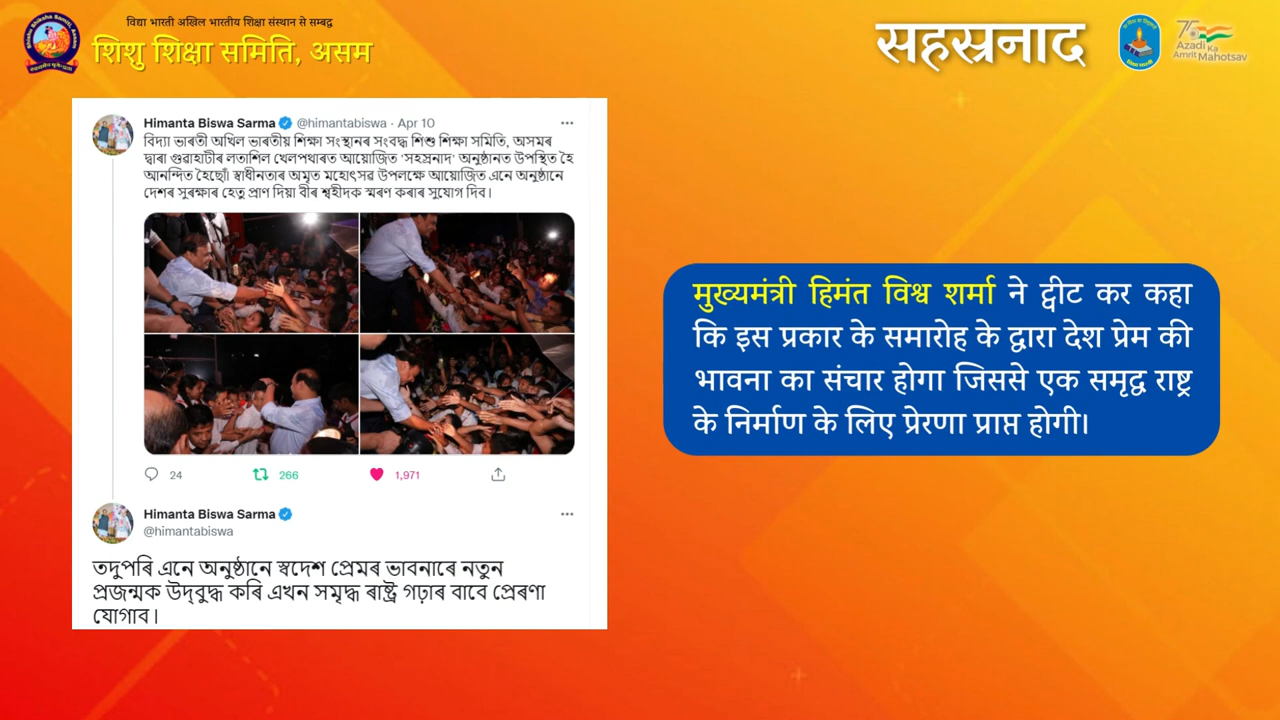 विद्या भारती अखिल भारतीय शिक्षा संस्थान से सम्बद्ध
शिशु शिक्षा समिति, असम
सहस्रनाद
75
Azadi Ka
Amrit Mahotsav
Himanta Biswa Sarma @himantabiswa · Apr 10
বিদ্যা ভাৰতী অখিল ভাৰতীয় শিক্ষা সংস্থানৰ সংবদ্ধ শিশু শিক্ষা সমিতি, অসমৰ
দ্বাৰা গুৱাহাটীৰ লতাশিল খেলপথাৰত আয়োজিত 'সহস্ৰনাদ' অনুষ্ঠানত উপস্থিত হৈ
আনন্দিত হৈছোঁ। স্বাধীনতাৰ অমৃত মহোৎসৱ উপলক্ষে আয়োজিত এনে অনুষ্ঠানে
দেশৰ সুৰক্ষাৰ হেতু প্ৰাণ দিয়া বীৰ শ্বহীদক স্মৰণ কৰাৰ সুযোগ দিব।
24 266 1,971
Himanta Biswa Sarma
@himantabiswa
তদুপৰি এনে অনুষ্ঠানে স্বদেশ প্ৰেমৰ ভাবনাৰে নতুন
প্ৰজন্মক উদ্‌বুদ্ধ কৰি এখন সমৃদ্ধ ৰাষ্ট্ৰ গঢ়াৰ বাবে প্ৰেৰণা
যোগাব।
मुख्यमंत्री हिमंत विश्व शर्मा ने ट्वीट कर कहा
कि इस प्रकार के समारोह के द्वारा देश प्रेम की
भावना का संचार होगा जिससे एक समृद्ध राष्ट्र
के निर्माण के लिए प्रेरणा प्राप्त होगी।